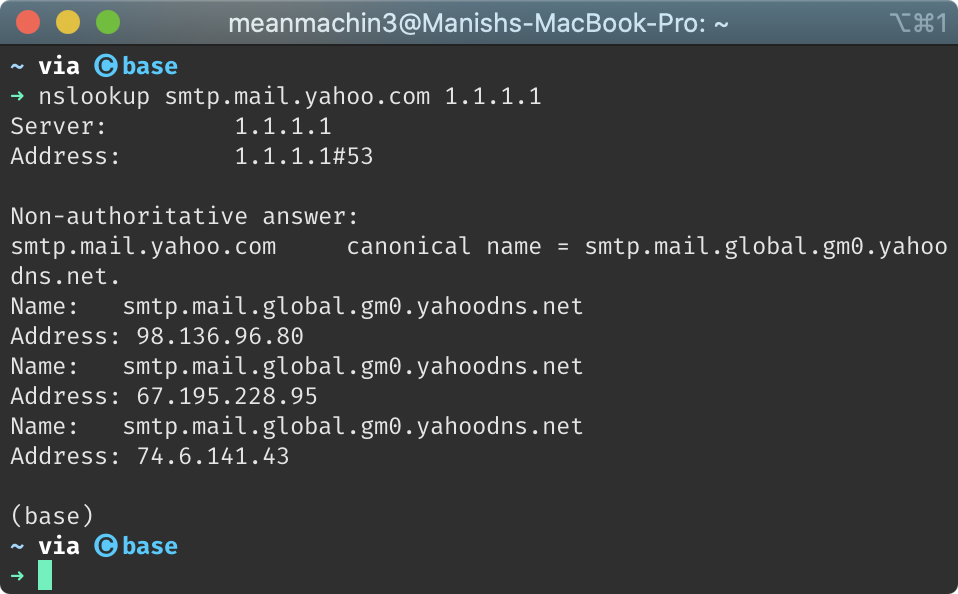 meanmachin3@Manishs-MacBook-Pro: ~ ⌥⌘1
~ via 🅒 base
➜ nslookup smtp.mail.yahoo.com 1.1.1.1
Server:		1.1.1.1
Address:	1.1.1.1#53
Non-authoritative answer:
smtp.mail.yahoo.com	canonical name = smtp.mail.global.gm0.yahoo
dns.net.
Name:	smtp.mail.global.gm0.yahoodns.net
Address: 98.136.96.80
Name:	smtp.mail.global.gm0.yahoodns.net
Address: 67.195.228.95
Name:	smtp.mail.global.gm0.yahoodns.net
Address: 74.6.141.43
(base)
~ via 🅒 base
➜